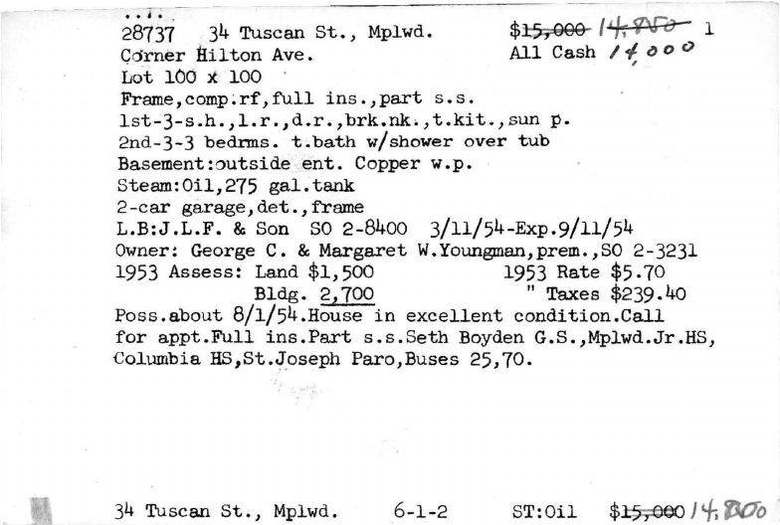 28737 34 Tuscan St., Mplwd. $15,000 14,800 1
Corner Hilton Ave. All Cash 14,000
Lot 100 x 100
Frame,comp.rf,full ins.,part s.s.
1st-3-s.h.,l.r.,d.r.,brk.nk.,t.kit.,sun p.
2nd-3-3 bedrms. t.bath w/shower over tub
Basement:outside ent. Copper w.p.
Steam:Oil,275 gal.tank
2-car garage,det.,frame
L.B:J.L.F. & Son SO 2-8400 3/11/54-Exp.9/11/54
Owner: George C. & Margaret W.Youngman,prem.,SO 2-3231
1953 Assess: Land $1,500 1953 Rate $5.70
Bldg. 2,700 " Taxes $239.40
Poss.about 8/1/54.House in excellent condition.Call
for appt.Full ins.Part s.s.Seth Boyden G.S.,Mplwd.Jr.HS,
Columbia HS,St.Joseph Paro,Buses 25,70.
34 Tuscan St., Mplwd. 6-1-2 ST:Oil $15,000 14,800